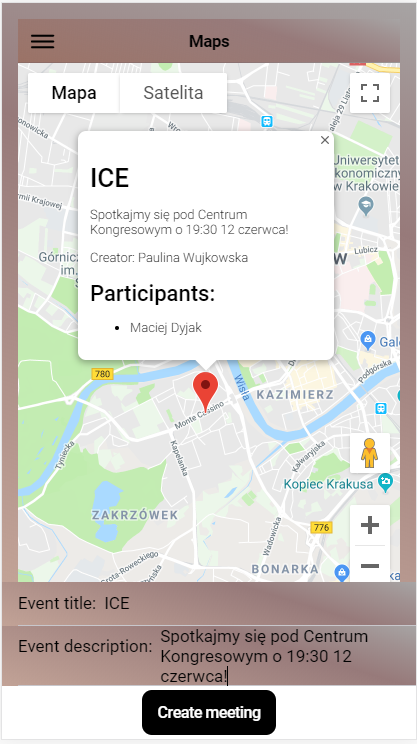 Maps
Mapa
Satelita
×
ICE
Spotkajmy się pod Centrum
Kongresowym o 19:30 12 czerwca!
Creator: Paulina Wujkowska
Participants:
• Maciej Dyjak
Uniwersytet
Ekonomiczny
w Krakowie
Lubicz
Górnic
im.
W
780
Wisła
Monte Cassino
KAZIMIERZ
Podgórska
Tyniecka
Kapelanka
Kalwaryjska
Kopiec Krakusa
ZAKRZÓWEK
776
Grota-Roweckiego
BONARKA
Event title: ICE
Event description: Spotkajmy się pod Centrum
Kongresowym o 19:30 12
czerwca!
Create meeting